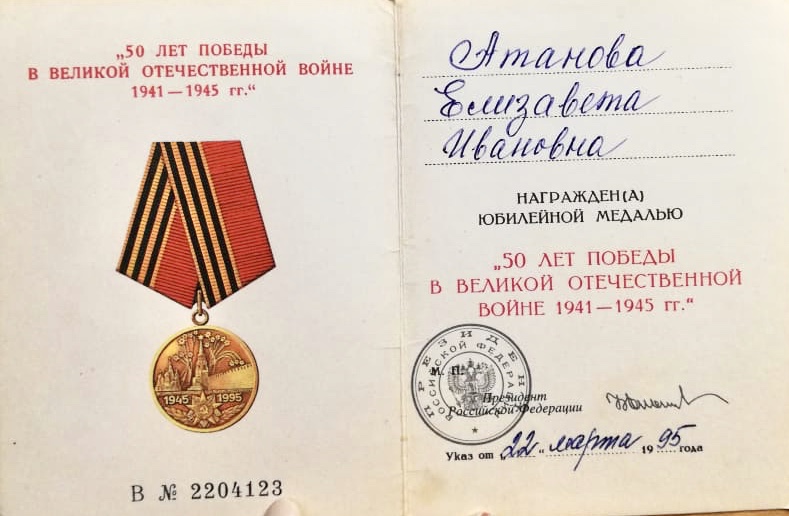 „50 ЛЕТ ПОБЕДЫ
В ВЕЛИКОЙ ОТЕЧЕСТВЕННОЙ ВОЙНЕ
1941—1945 гг.“
1945 1995
В № 2204123
Атанова
Елизавета
Ивановна
НАГРАЖДЕН(А)
ЮБИЛЕЙНОЙ МЕДАЛЬЮ
„50 ЛЕТ ПОБЕДЫ
В ВЕЛИКОЙ ОТЕЧЕСТВЕННОЙ
ВОЙНЕ 1941—1945 гг.“
ПРЕЗИДЕНТ
РОССИЙСКОЙ ФЕДЕРАЦИИ
М. П.
Президент
Российской Федерации
Указ от „22“ марта 1995 года